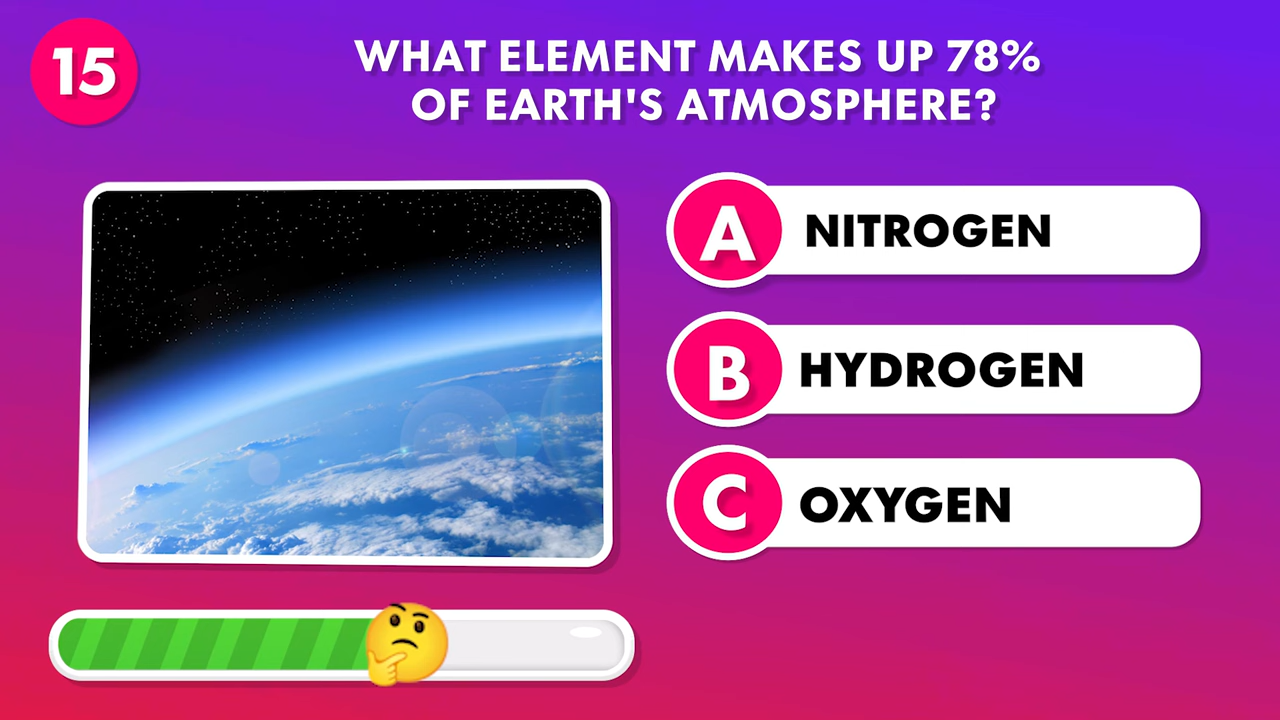 15
WHAT ELEMENT MAKES UP 78%
OF EARTH'S ATMOSPHERE?
A NITROGEN
B HYDROGEN
C OXYGEN